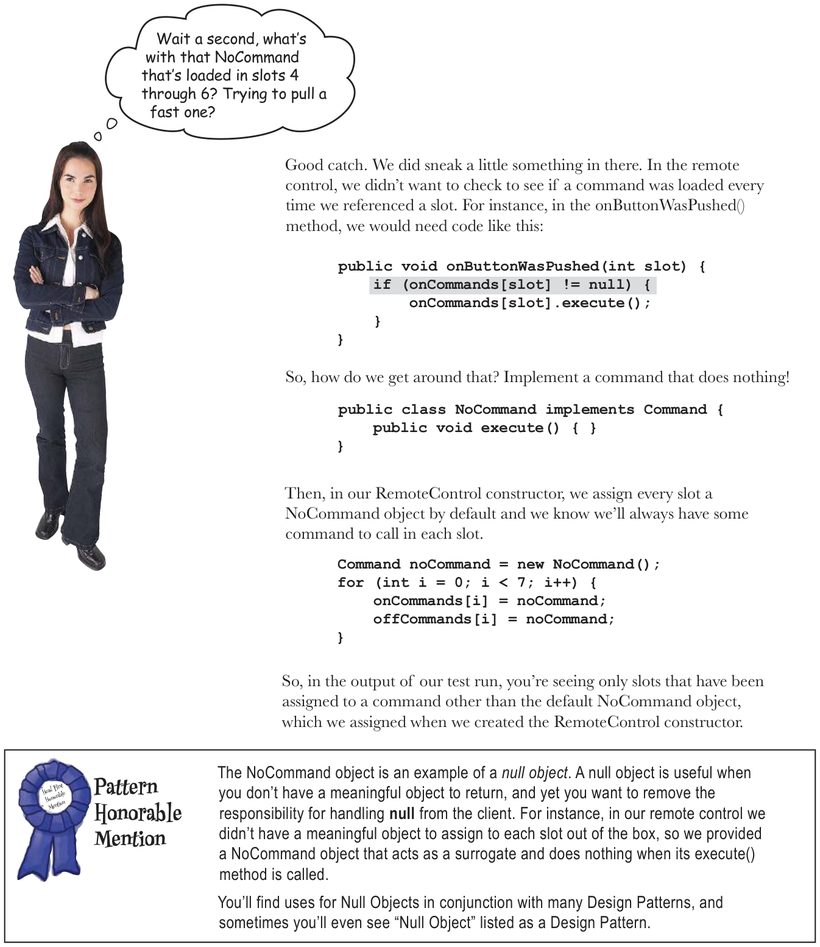 Wait a second, what's
with that NoCommand
that's loaded in slots 4
through 6? Trying to pull a
fast one?
Good catch. We did sneak a little something in there. In the remote
control, we didn't want to check to see if a command was loaded every
time we referenced a slot. For instance, in the onButtonWasPushed()
method, we would need code like this:
public void onButtonWasPushed(int slot) {
if (onCommands[slot] != null) {
onCommands[slot].execute();
}
}
So, how do we get around that? Implement a command that does nothing!
public class NoCommand implements Command {
public void execute() { }
}
Then, in our RemoteControl constructor, we assign every slot a
NoCommand object by default and we know we'll always have some
command to call in each slot.
Command noCommand = new NoCommand();
for (int i = 0; i < 7; i++) {
onCommands[i] = noCommand;
offCommands[i] = noCommand;
}
So, in the output of our test run, you're seeing only slots that have been
assigned to a command other than the default NoCommand object,
which we assigned when we created the RemoteControl constructor.
Head First
Honorable
Mention
Pattern
Honorable
Mention
The NoCommand object is an example of a null object. A null object is useful when
you don't have a meaningful object to return, and yet you want to remove the
responsibility for handling null from the client. For instance, in our remote control we
didn't have a meaningful object to assign to each slot out of the box, so we provided
a NoCommand object that acts as a surrogate and does nothing when its execute()
method is called.
You'll find uses for Null Objects in conjunction with many Design Patterns, and
sometimes you'll even see "Null Object" listed as a Design Pattern.